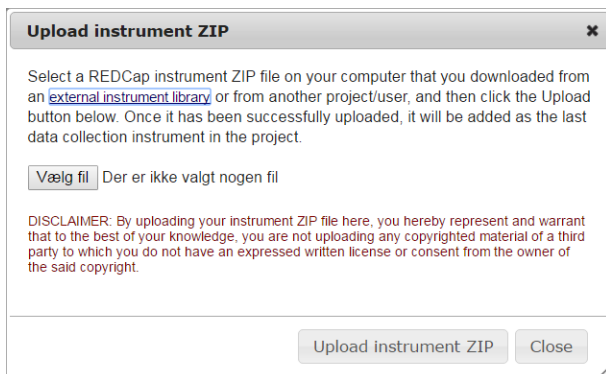 Upload instrument ZIP ✖
Select a REDCap instrument ZIP file on your computer that you downloaded from
an external instrument library or from another project/user, and then click the Upload
button below. Once it has been successfully uploaded, it will be added as the last
data collection instrument in the project.
Vælg fil Der er ikke valgt nogen fil
DISCLAIMER: By uploading your instrument ZIP file here, you hereby represent and warrant
that to the best of your knowledge, you are not uploading any copyrighted material of a third
party to which you do not have an expressed written license or consent from the owner of
the said copyright.
Upload instrument ZIP Close